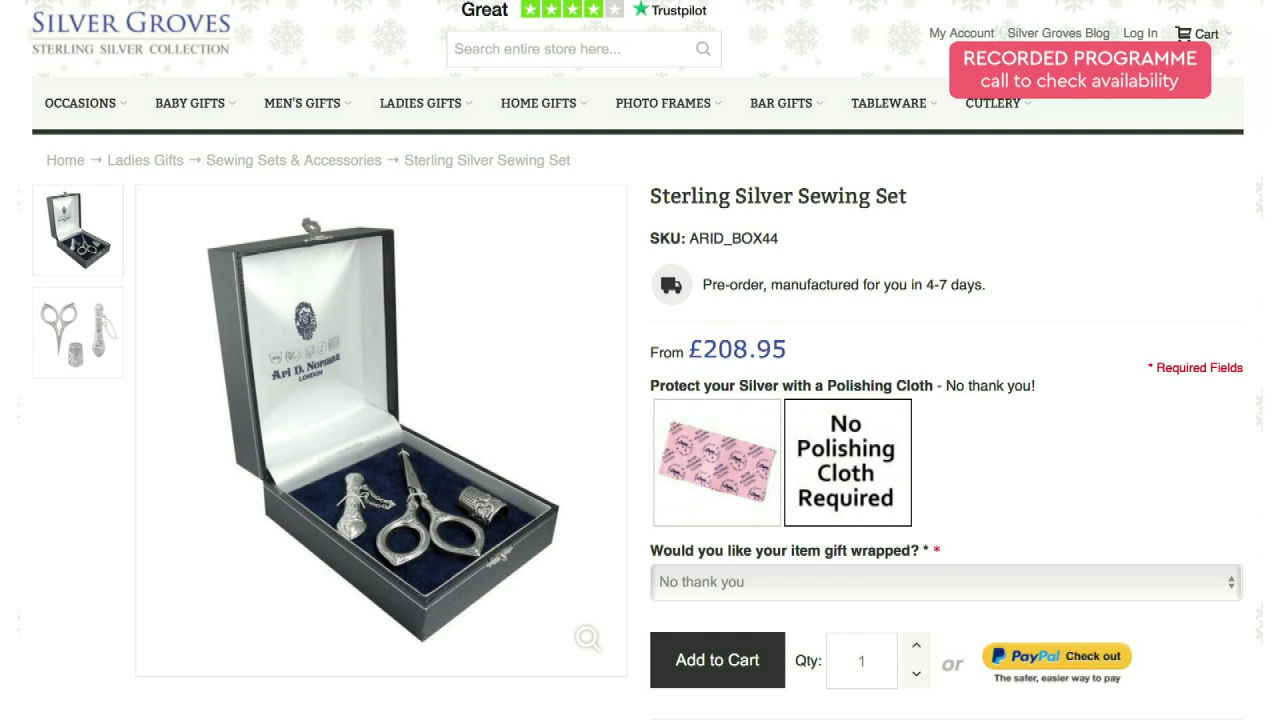 Great Trustpilot
SILVER GROVES
STERLING SILVER COLLECTION
Search entire store here...
My Account Silver Groves Blog Log In Cart
RECORDED PROGRAMME
call to check availability
OCCASIONS BABY GIFTS MEN'S GIFTS LADIES GIFTS HOME GIFTS PHOTO FRAMES BAR GIFTS TABLEWARE CUTLERY
Home → Ladies Gifts → Sewing Sets & Accessories → Sterling Silver Sewing Set
Ari D. Norman
LONDON
Sterling Silver Sewing Set
SKU: ARID_BOX44
Pre-order, manufactured for you in 4-7 days.
From £208.95
* Required Fields
Protect your Silver with a Polishing Cloth - No thank you!
No
Polishing
Cloth
Required
Would you like your item gift wrapped? * *
No thank you
Add to Cart Qty: 1 or PayPal Check out
The safer, easier way to pay